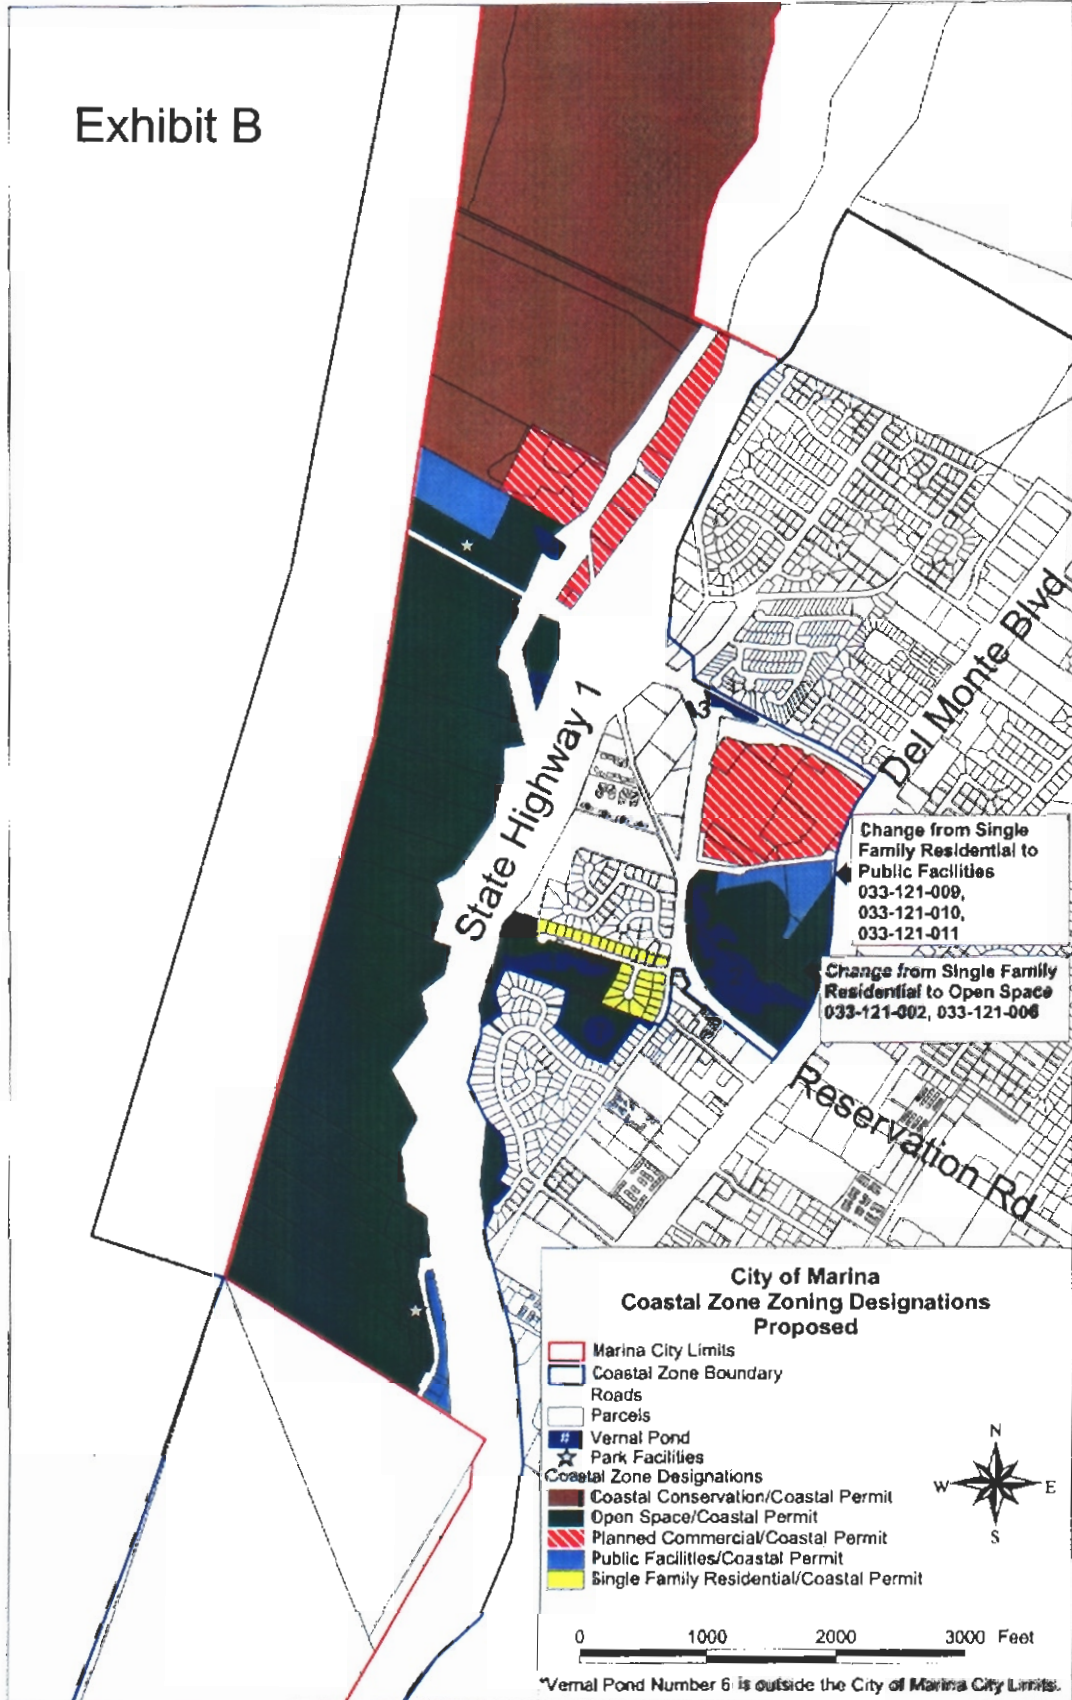 Exhibit B
Del Monte Blvd
State Highway 1
3
Change from Single
Family Residential to
Public Facilities
033-121-009,
033-121-010,
033-121-011
Change from Single Family
Residential to Open Space
033-121-002, 033-121-006
Reservation Rd
City of Marina
Coastal Zone Zoning Designations
Proposed
Marina City Limits
Coastal Zone Boundary
Roads
Parcels
# Vernal Pond
Park Facilities
Coastal Zone Designations
Coastal Conservation/Coastal Permit
Open Space/Coastal Permit
Planned Commercial/Coastal Permit
Public Facilities/Coastal Permit
Single Family Residential/Coastal Permit
N
W E
S
0 1000 2000 3000 Feet
*Vernal Pond Number 6 is outside the City of Marina City Limits.